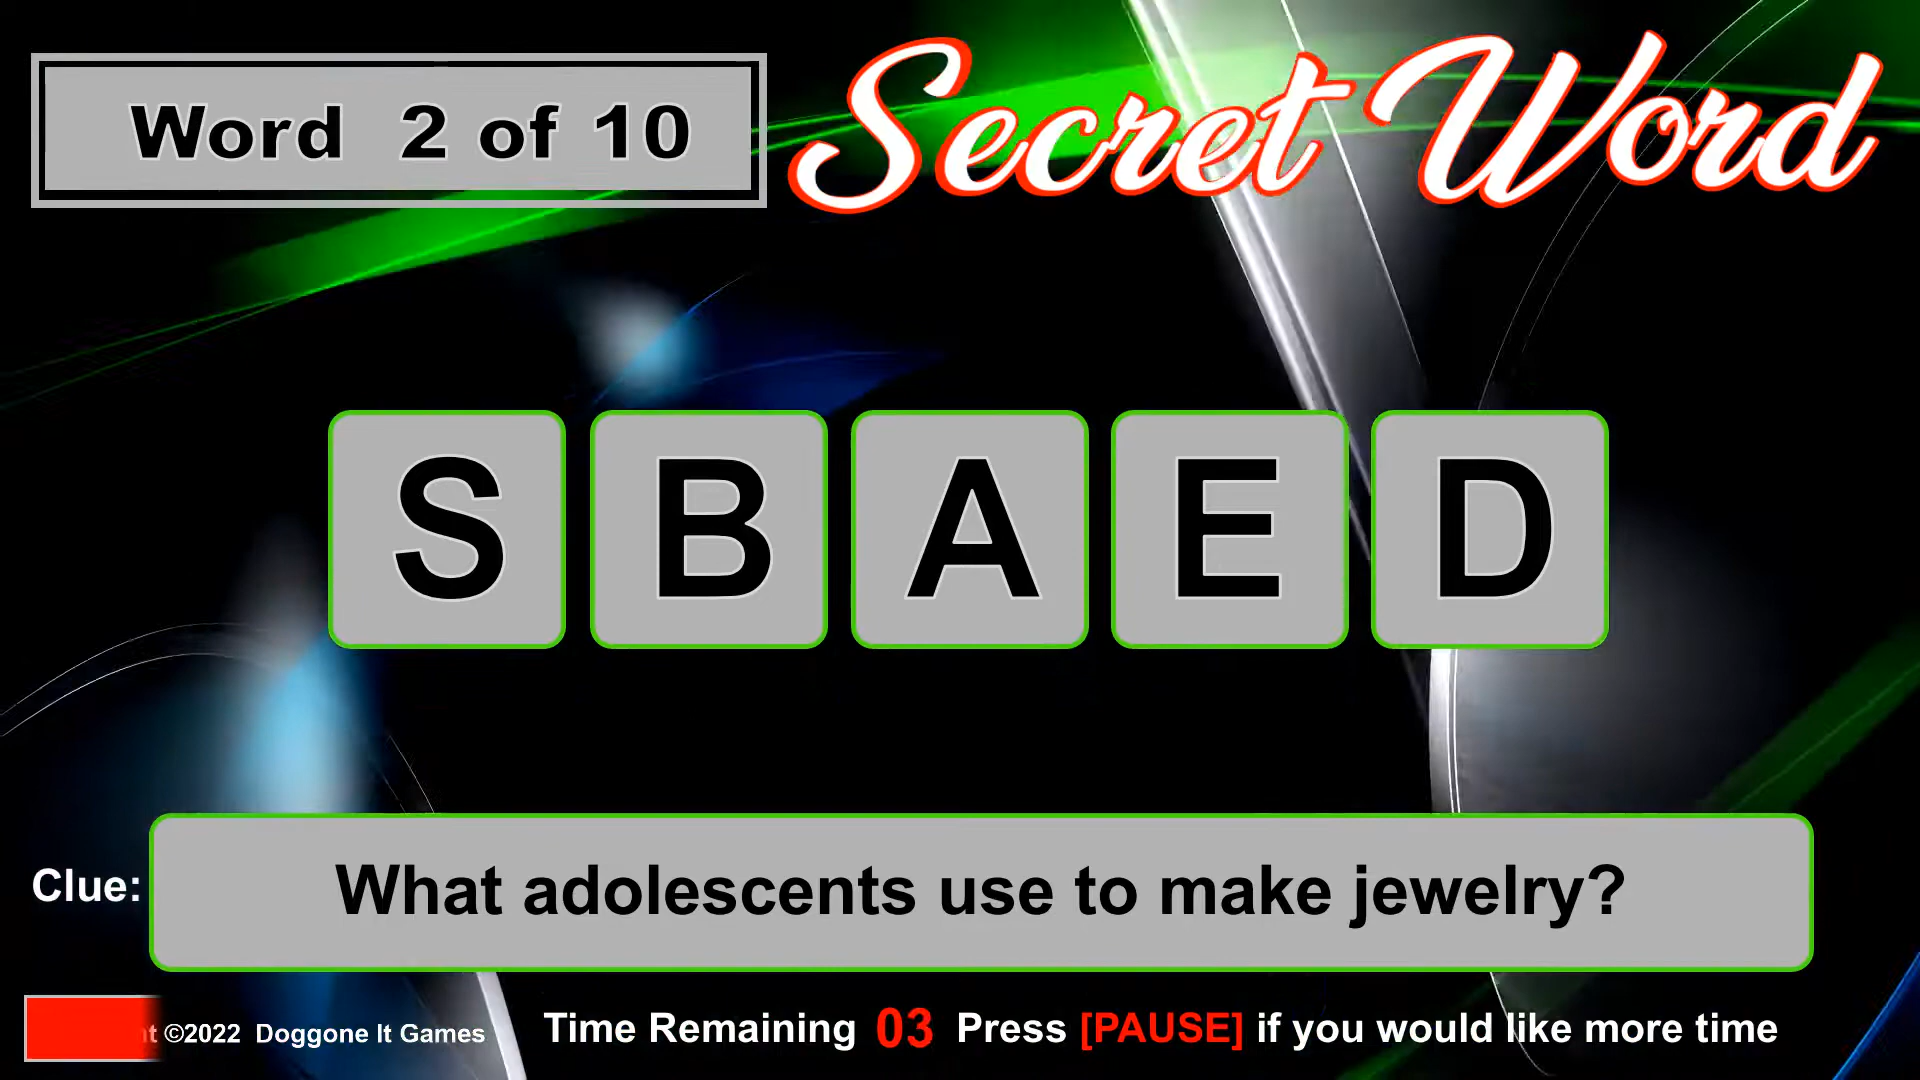 Word 2 of 10
Secret Word
S B A E D
Clue:
What adolescents use to make jewelry?
©2022 Doggone It Games
Time Remaining 03 Press [PAUSE] if you would like more time